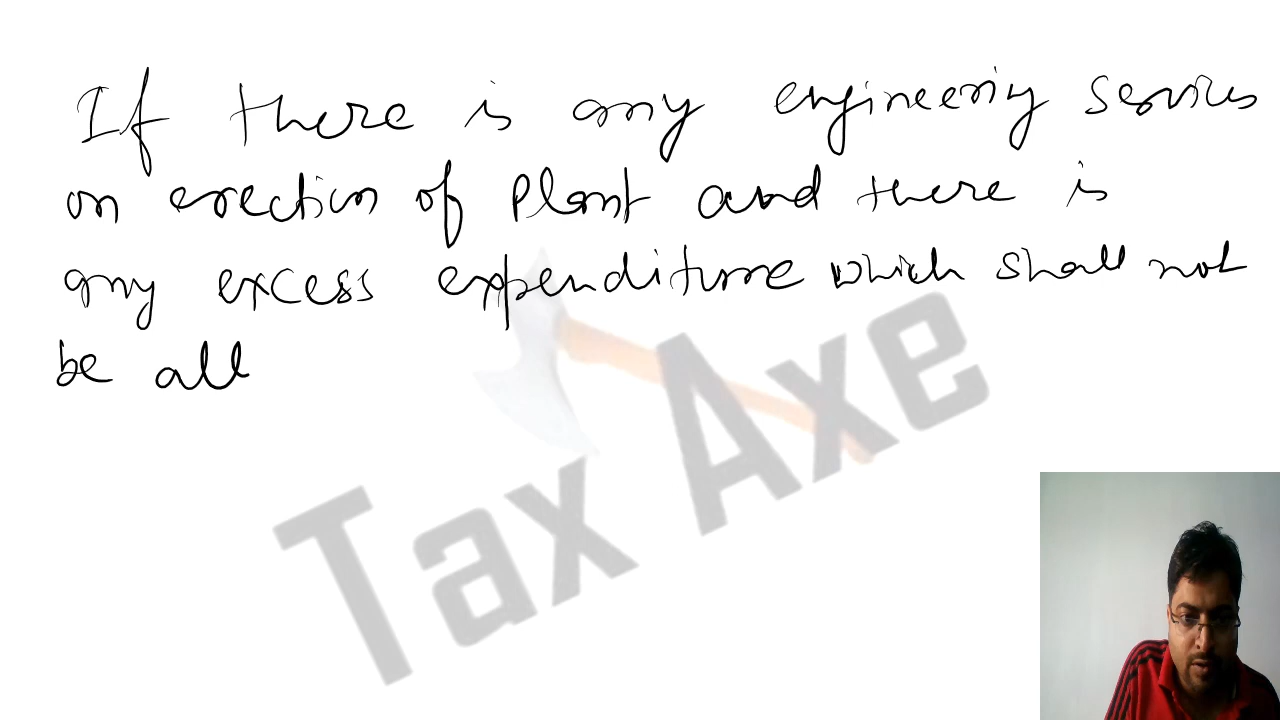 If there is any engineering services
on erection of Plant and there is
any excess expenditure which shall not
be all
Tax Axe